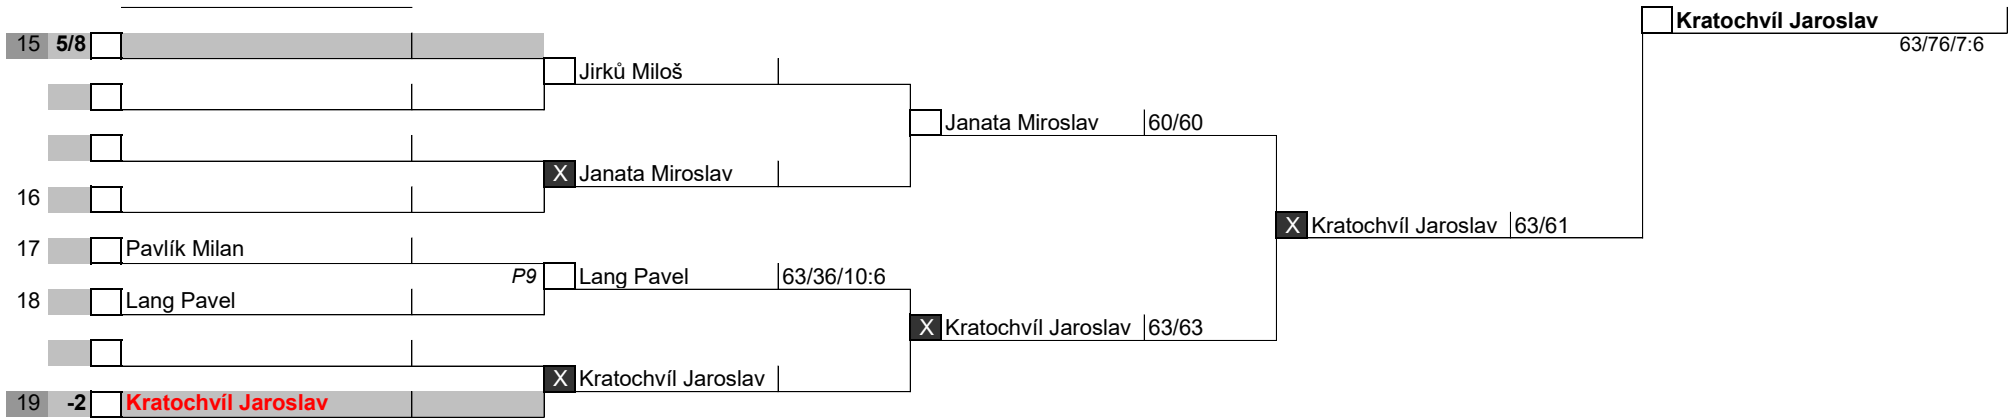 Kratochvíl Jaroslav
15 5/8
63/76/7:6
Jirků Miloš
Janata Miroslav 60/60
X Janata Miroslav
16
X Kratochvíl Jaroslav 63/61
17 Pavlík Milan
P9 Lang Pavel 63/36/10:6
18 Lang Pavel
X Kratochvíl Jaroslav 63/63
X Kratochvíl Jaroslav
19 -2 Kratochvíl Jaroslav